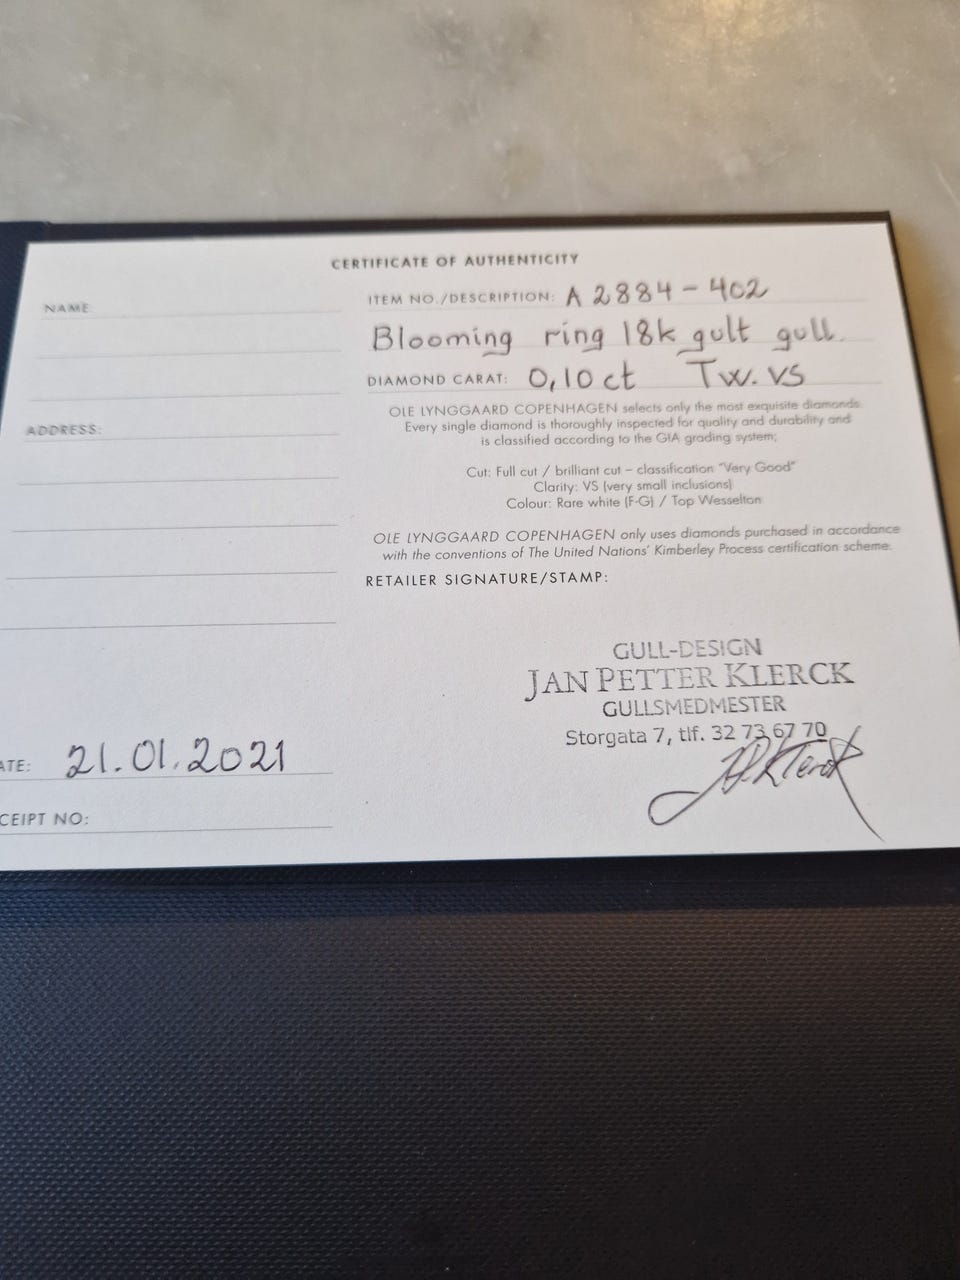 CERTIFICATE OF AUTHENTICITY
NAME:
ADDRESS:
ATE: 21.01.2021
CEIPT NO:
ITEM NO./DESCRIPTION: A 2884-402
Blooming ring 18k gult gull.
DIAMOND CARAT: 0,10 ct Tw. VS
OLE LYNGGAARD COPENHAGEN selects only the most exquisite diamonds.
Every single diamond is thoroughly inspected for quality and durability and
is classified according to the GIA grading system;
Cut: Full cut / brilliant cut – classification "Very Good"
Clarity: VS (very small inclusions)
Colour: Rare white (F-G) / Top Wesselton
OLE LYNGGAARD COPENHAGEN only uses diamonds purchased in accordance
with the conventions of The United Nations' Kimberley Process certification scheme.
RETAILER SIGNATURE/STAMP:
GULL-DESIGN
JAN PETTER KLERCK
GULLSMEDMESTER
Storgata 7, tlf. 32 73 67 70